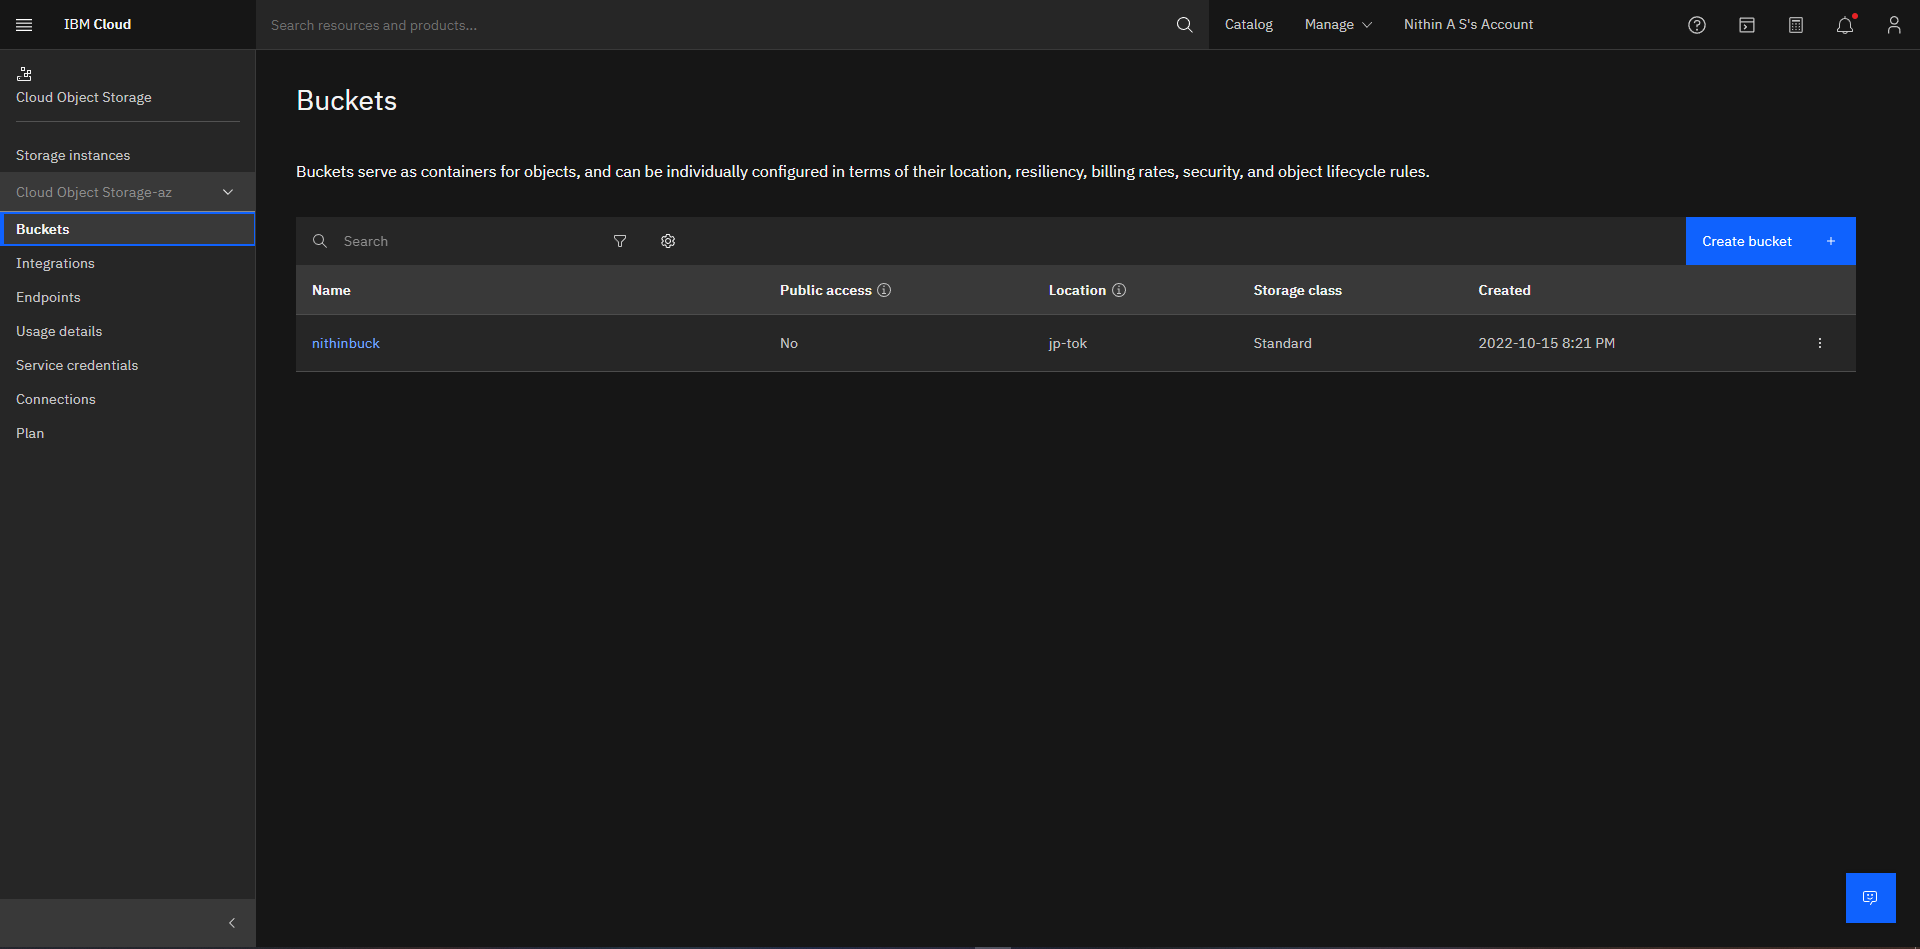 IBM Cloud
Search resources and products...
Catalog
Manage
Nithin A S's Account
Cloud Object Storage
Storage instances
Cloud Object Storage-az
Buckets
Integrations
Endpoints
Usage details
Service credentials
Connections
Plan
Buckets
Buckets serve as containers for objects, and can be individually configured in terms of their location, resiliency, billing rates, security, and object lifecycle rules.
Search
Create bucket +
Name Public access Location Storage class Created
nithinbuck No jp-tok Standard 2022-10-15 8:21 PM